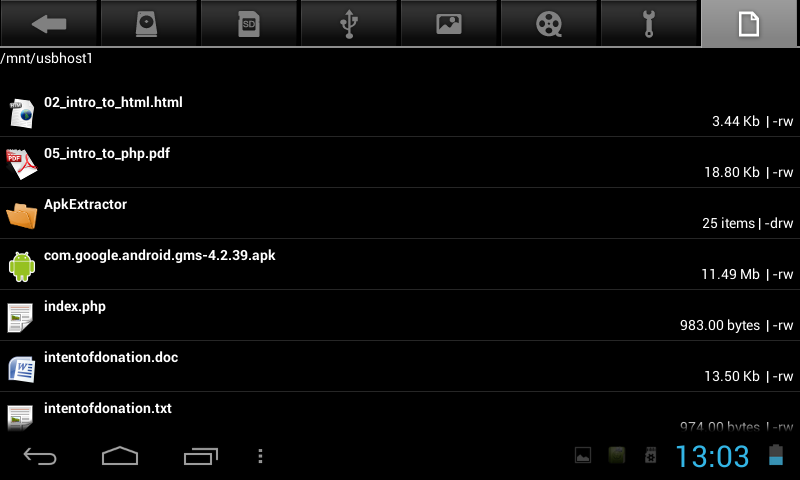 SD
/mnt/usbhost1
02_intro_to_html.html
3.44 Kb | -rw
05_intro_to_php.pdf
18.80 Kb | -rw
ApkExtractor
25 items | -drw
com.google.android.gms-4.2.39.apk
11.49 Mb | -rw
index.php
983.00 bytes | -rw
intentofdonation.doc
13.50 Kb | -rw
intentofdonation.txt
974.00 bytes | -rw
13:03